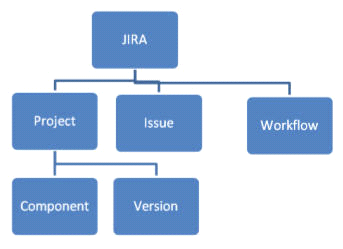 JIRA
Project
Issue
Workflow
Component
Version